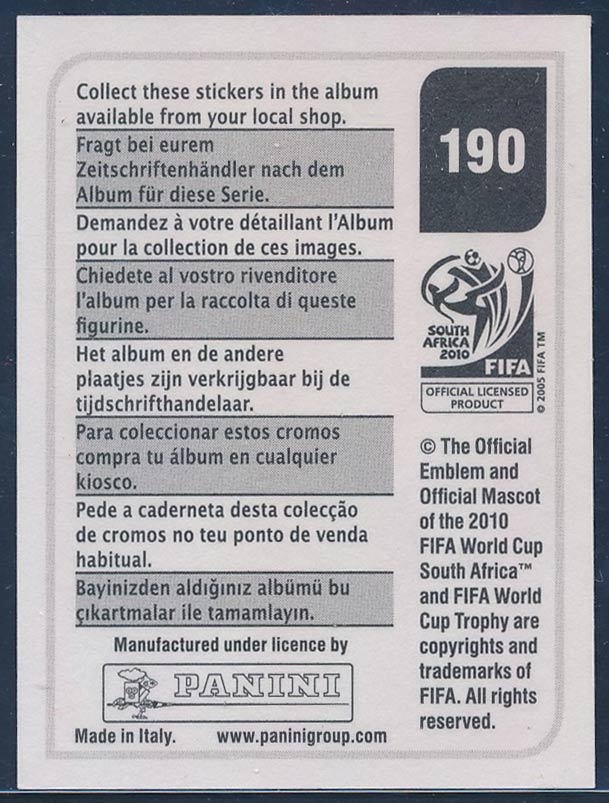 Collect these stickers in the album
available from your local shop.
Fragt bei eurem
Zeitschriftenhändler nach dem
Album für diese Serie.
Demandez à votre détaillant l'Album
pour la collection de ces images.
Chiedete al vostro rivenditore
l'album per la raccolta di queste
figurine.
Het album en de andere
plaatjes zijn verkrijgbaar bij de
tijdschrifthandelaar.
Para coleccionar estos cromos
compra tu álbum en cualquier
kiosco.
Pede a caderneta desta colecção
de cromos no teu ponto de venda
habitual.
Bayinizden aldığınız albümü bu
çıkartmalar ile tamamlayın.
Manufactured under licence by
PANINI
Made in Italy. www.paninigroup.com
190
SOUTH
AFRICA
2010
FIFA
OFFICIAL LICENSED
PRODUCT
© 2005 FIFA TM
© The Official
Emblem and
Official Mascot
of the 2010
FIFA World Cup
South Africa™
and FIFA World
Cup Trophy are
copyrights and
trademarks of
FIFA. All rights
reserved.